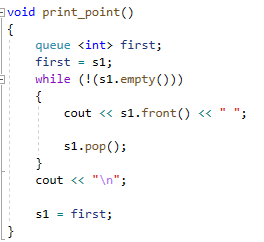 void print_point()
{
queue <int> first;
first = s1;
while (!(s1.empty()))
{
cout << s1.front() << " ";
s1.pop();
}
cout << "\n";
s1 = first;
}